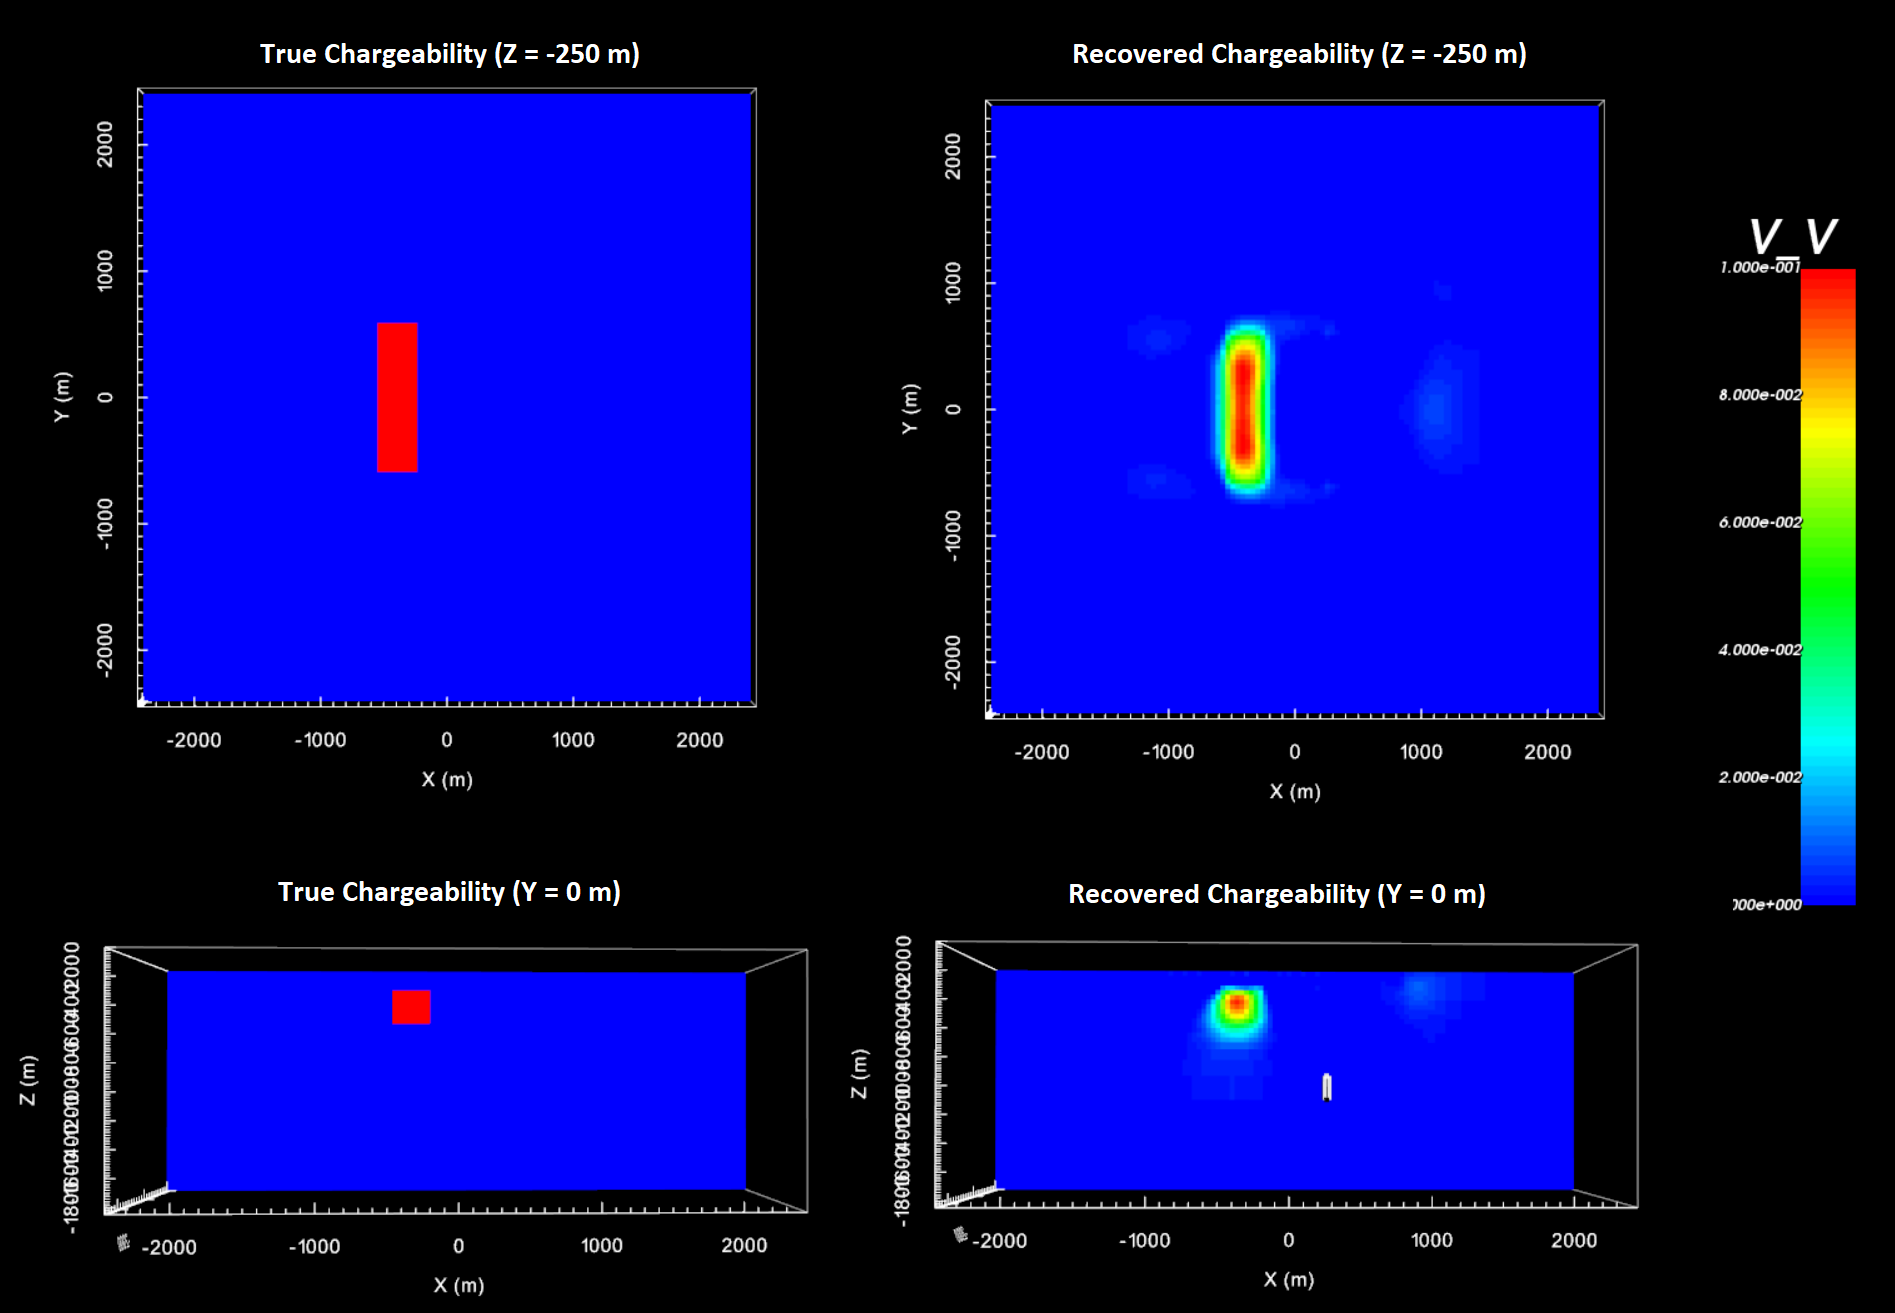 True Chargeability (Z = -250 m)
Recovered Chargeability (Z = -250 m)
2000
1000
0
-1000
-2000
Y (m)
-2000 -1000 0 1000 2000
X (m)
2000
1000
0
-1000
-2000
Y (m)
-2000 -1000 0 1000 2000
X (m)
V_V
1.000e-001
8.000e-002
6.000e-002
4.000e-002
2.000e-002
00e+000
True Chargeability (Y = 0 m)
Recovered Chargeability (Y = 0 m)
Z (m)
-2000 -1000 0 1000 2000
X (m)
Z (m)
-2000 -1000 0 1000 2000
X (m)